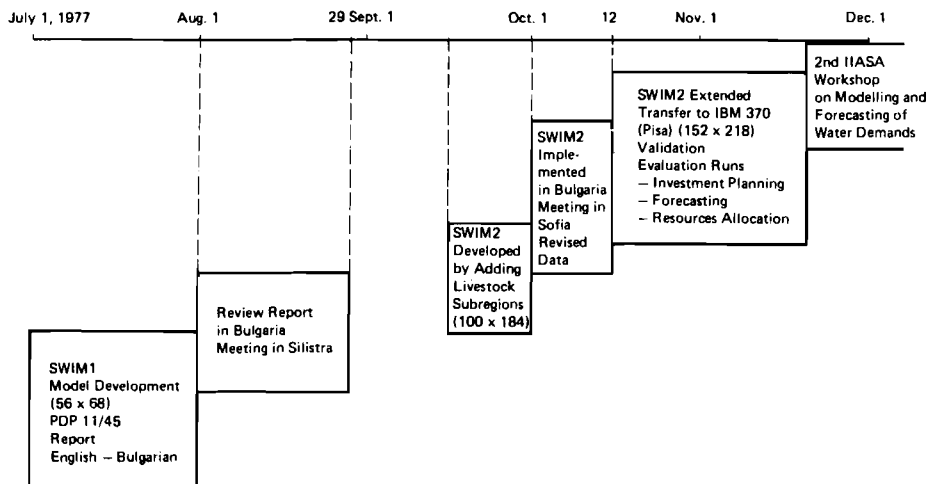 July 1, 1977 Aug. 1 29 Sept. 1 Oct. 1 12 Nov. 1 Dec. 1
SWIM1
Model Development
(56 x 68)
PDP 11/45
Report
English – Bulgarian
Review Report
in Bulgaria
Meeting in Silistra
SWIM2
Developed
by Adding
Livestock
Subregions
(100 x 184)
SWIM2
Imple-
mented
in Bulgaria
Meeting in
Sofia
Revised
Data
SWIM2 Extended
Transfer to IBM 370
(Pisa) (152 x 218)
Validation
Evaluation Runs
– Investment Planning
– Forecasting
– Resources Allocation
2nd IIASA
Workshop
on Modelling and
Forecasting of
Water Demands